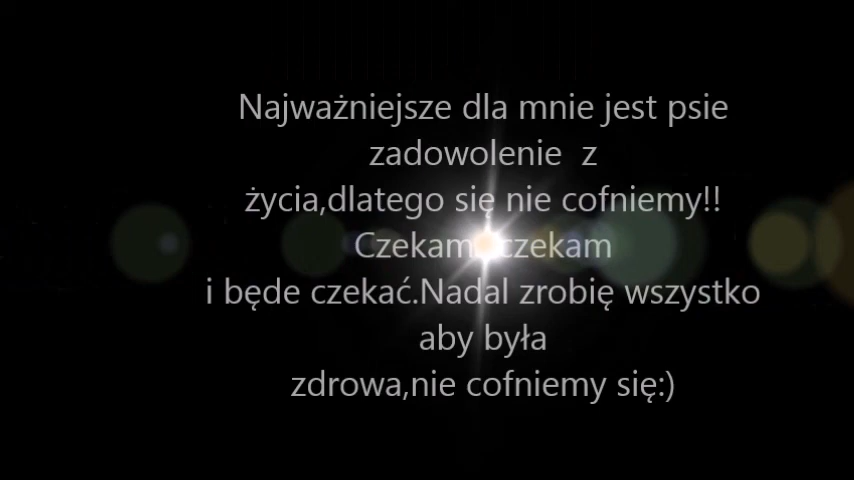 Najważniejsze dla mnie jest psie
zadowolenie z
życia,dlatego się nie cofniemy!!
Czekam czekam
i będe czekać.Nadal zrobię wszystko
aby była
zdrowa,nie cofniemy się:)